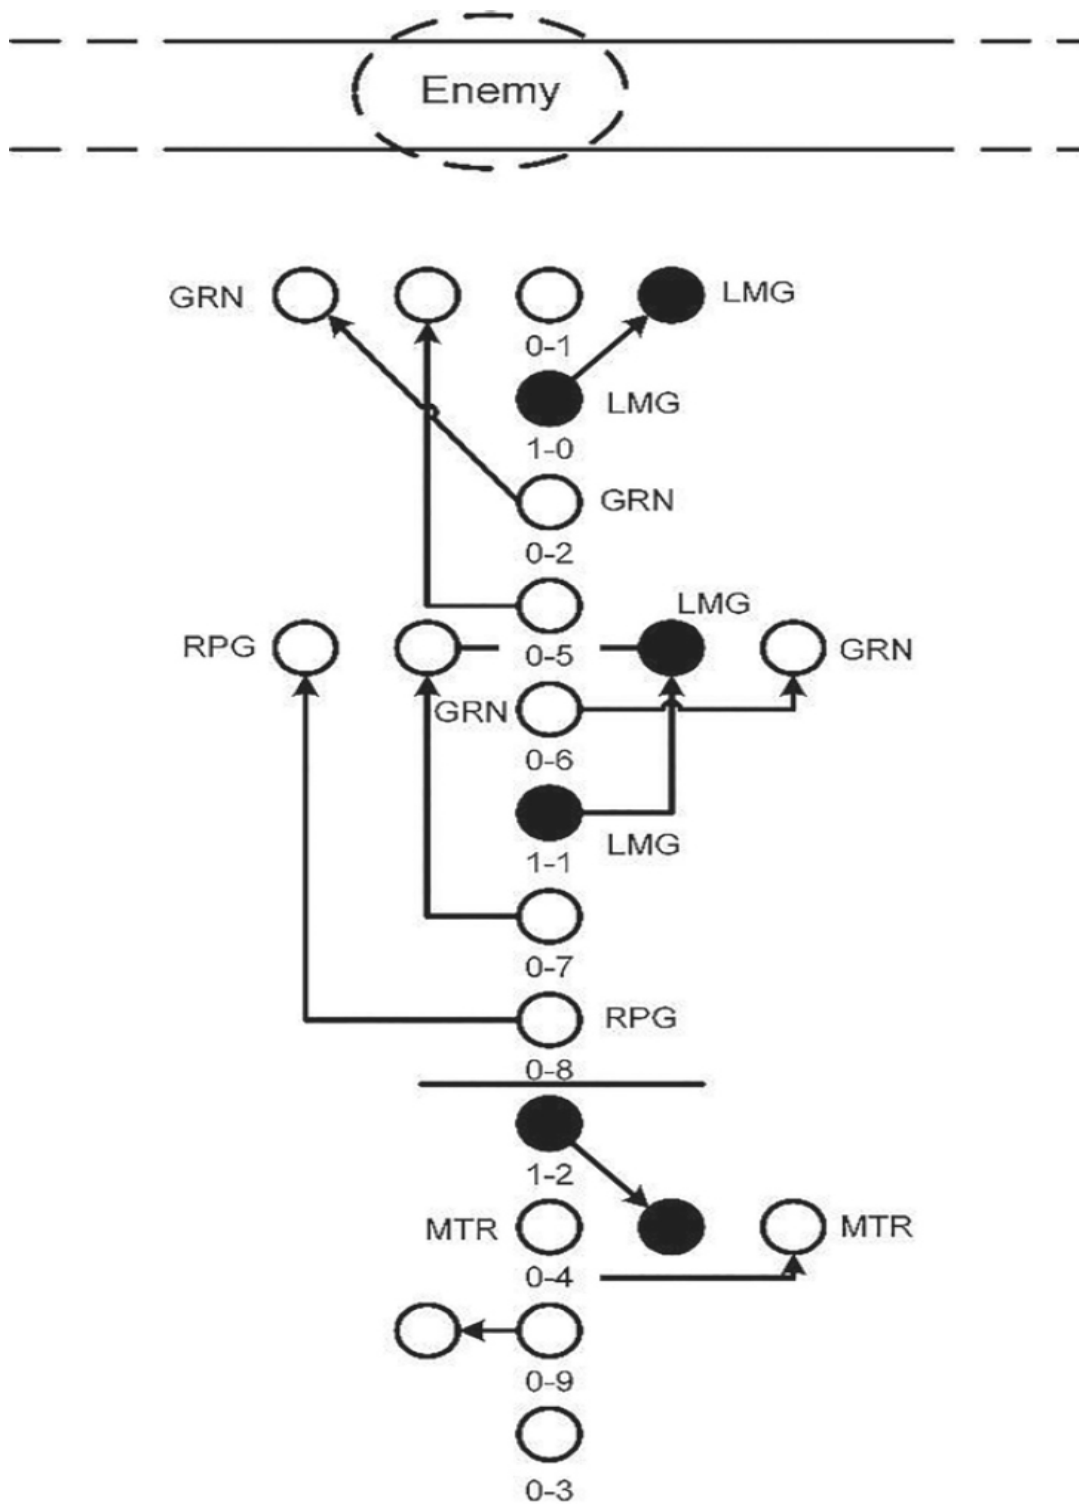 Enemy
GRN
LMG
0-1
LMG
1-0
GRN
0-2
LMG
RPG
0-5
GRN
GRN
0-6
LMG
1-1
0-7
RPG
0-8
1-2
MTR
MTR
0-4
0-9
0-3